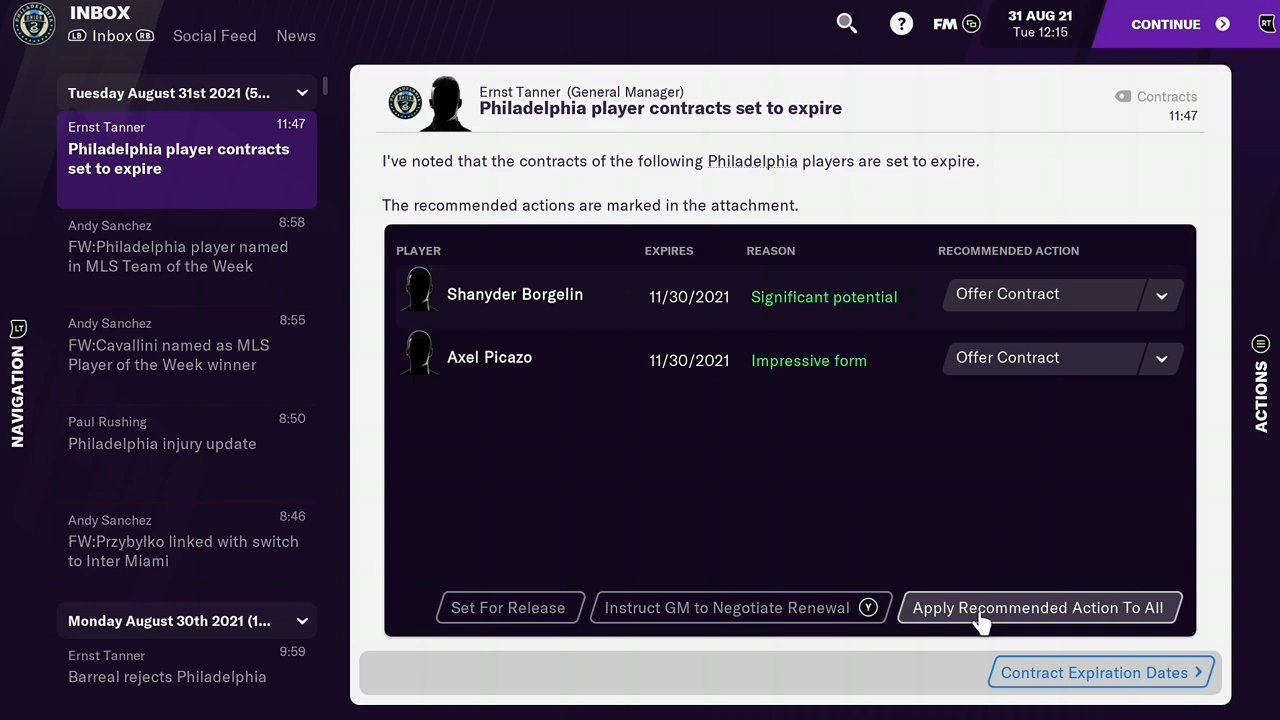 INBOX
LB Inbox RB Social Feed News
? FM
31 AUG 21
Tue 12:15
CONTINUE RT
Tuesday August 31st 2021 (5...
Ernst Tanner 11:47
Philadelphia player contracts
set to expire
Andy Sanchez 8:58
FW:Philadelphia player named
in MLS Team of the Week
Andy Sanchez 8:55
FW:Cavallini named as MLS
Player of the Week winner
Paul Rushing 8:50
Philadelphia injury update
Andy Sanchez 8:46
FW:Przybyłko linked with switch
to Inter Miami
Monday August 30th 2021 (1...
Ernst Tanner 9:59
Barreal rejects Philadelphia
NAVIGATION LT
Ernst Tanner (General Manager)
Philadelphia player contracts set to expire
Contracts
11:47
I've noted that the contracts of the following Philadelphia players are set to expire.
The recommended actions are marked in the attachment.
PLAYER EXPIRES REASON RECOMMENDED ACTION
Shanyder Borgelin 11/30/2021 Significant potential Offer Contract
Axel Picazo 11/30/2021 Impressive form Offer Contract
Set For Release Instruct GM to Negotiate Renewal Y Apply Recommended Action To All
Contract Expiration Dates
ACTIONS